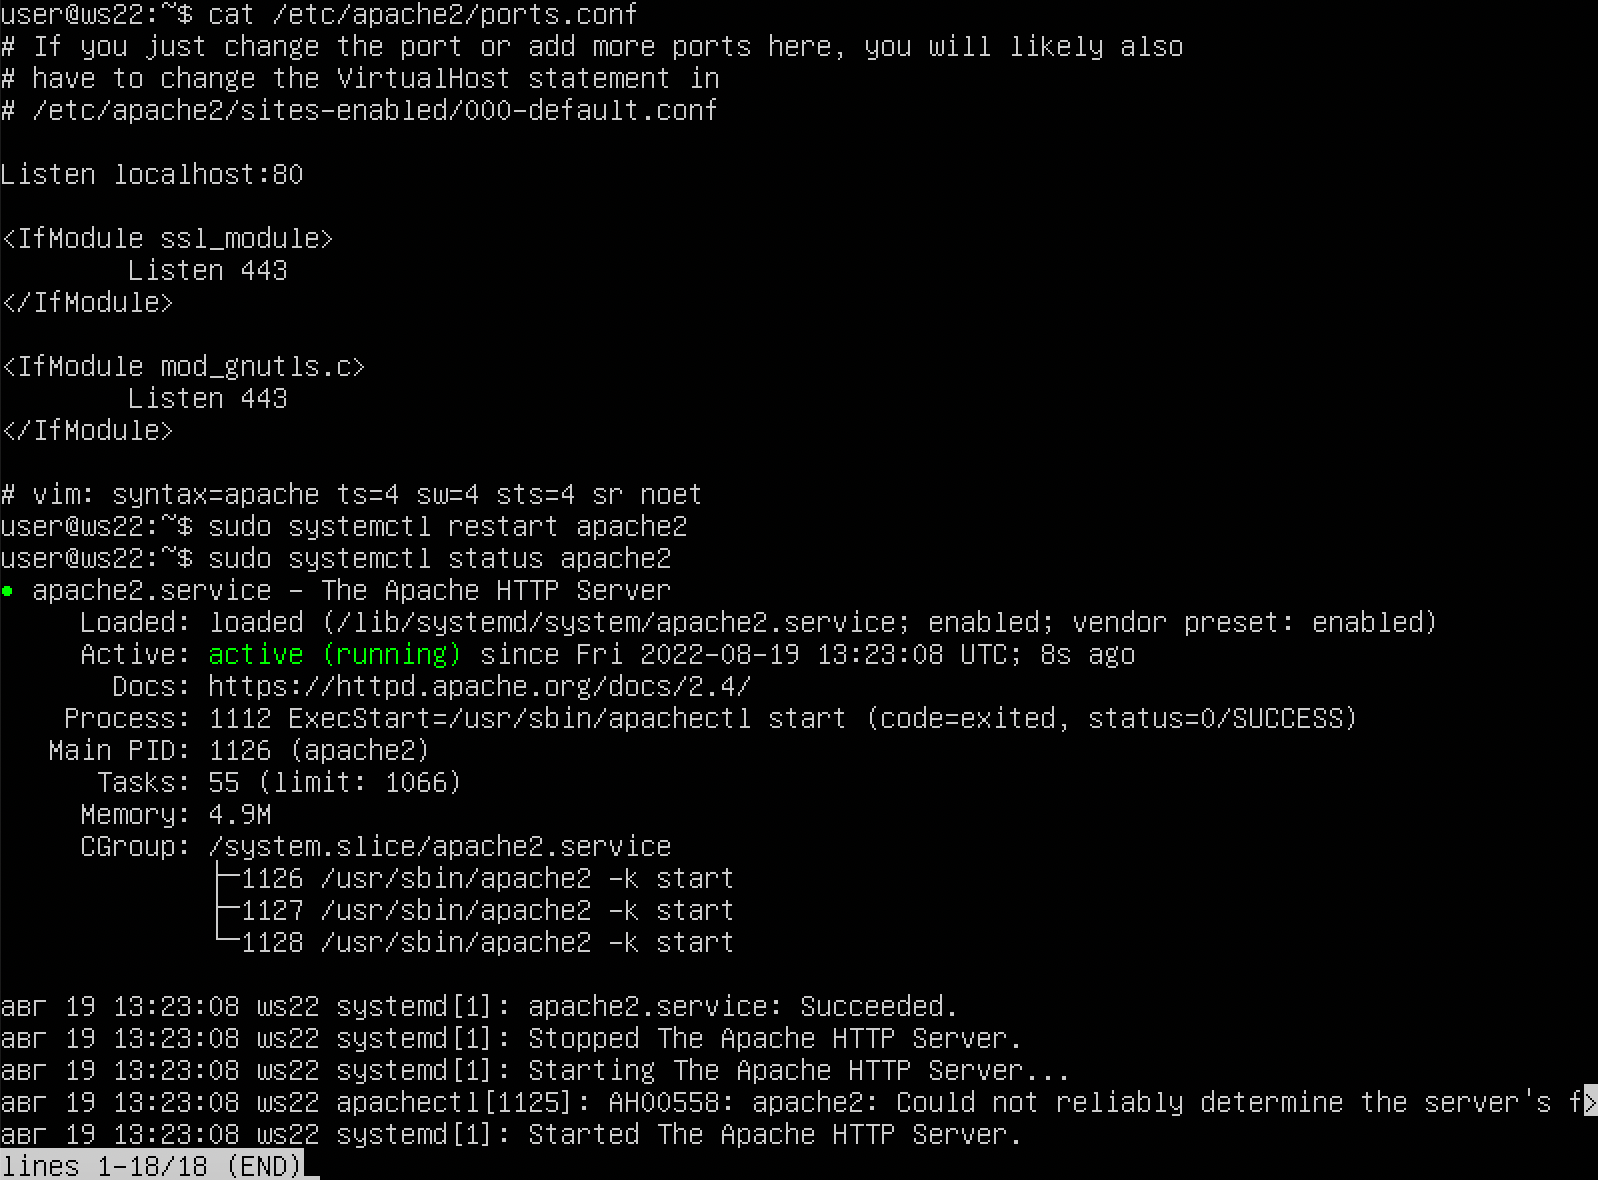 user@ws22:~$ cat /etc/apache2/ports.conf
# If you just change the port or add more ports here, you will likely also
# have to change the VirtualHost statement in
# /etc/apache2/sites-enabled/000-default.conf
Listen localhost:80
<IfModule ssl_module>
        Listen 443
</IfModule>
<IfModule mod_gnutls.c>
        Listen 443
</IfModule>
# vim: syntax=apache ts=4 sw=4 sts=4 sr noet
user@ws22:~$ sudo systemctl restart apache2
user@ws22:~$ sudo systemctl status apache2
● apache2.service - The Apache HTTP Server
     Loaded: loaded (/lib/systemd/system/apache2.service; enabled; vendor preset: enabled)
     Active: active (running) since Fri 2022-08-19 13:23:08 UTC; 8s ago
       Docs: https://httpd.apache.org/docs/2.4/
    Process: 1112 ExecStart=/usr/sbin/apachectl start (code=exited, status=0/SUCCESS)
   Main PID: 1126 (apache2)
      Tasks: 55 (limit: 1066)
     Memory: 4.9M
     CGroup: /system.slice/apache2.service
             ├─1126 /usr/sbin/apache2 -k start
             ├─1127 /usr/sbin/apache2 -k start
             └─1128 /usr/sbin/apache2 -k start
авг 19 13:23:08 ws22 systemd[1]: apache2.service: Succeeded.
авг 19 13:23:08 ws22 systemd[1]: Stopped The Apache HTTP Server.
авг 19 13:23:08 ws22 systemd[1]: Starting The Apache HTTP Server...
авг 19 13:23:08 ws22 apachectl[1125]: AH00558: apache2: Could not reliably determine the server's f>
авг 19 13:23:08 ws22 systemd[1]: Started The Apache HTTP Server.
lines 1-18/18 (END)